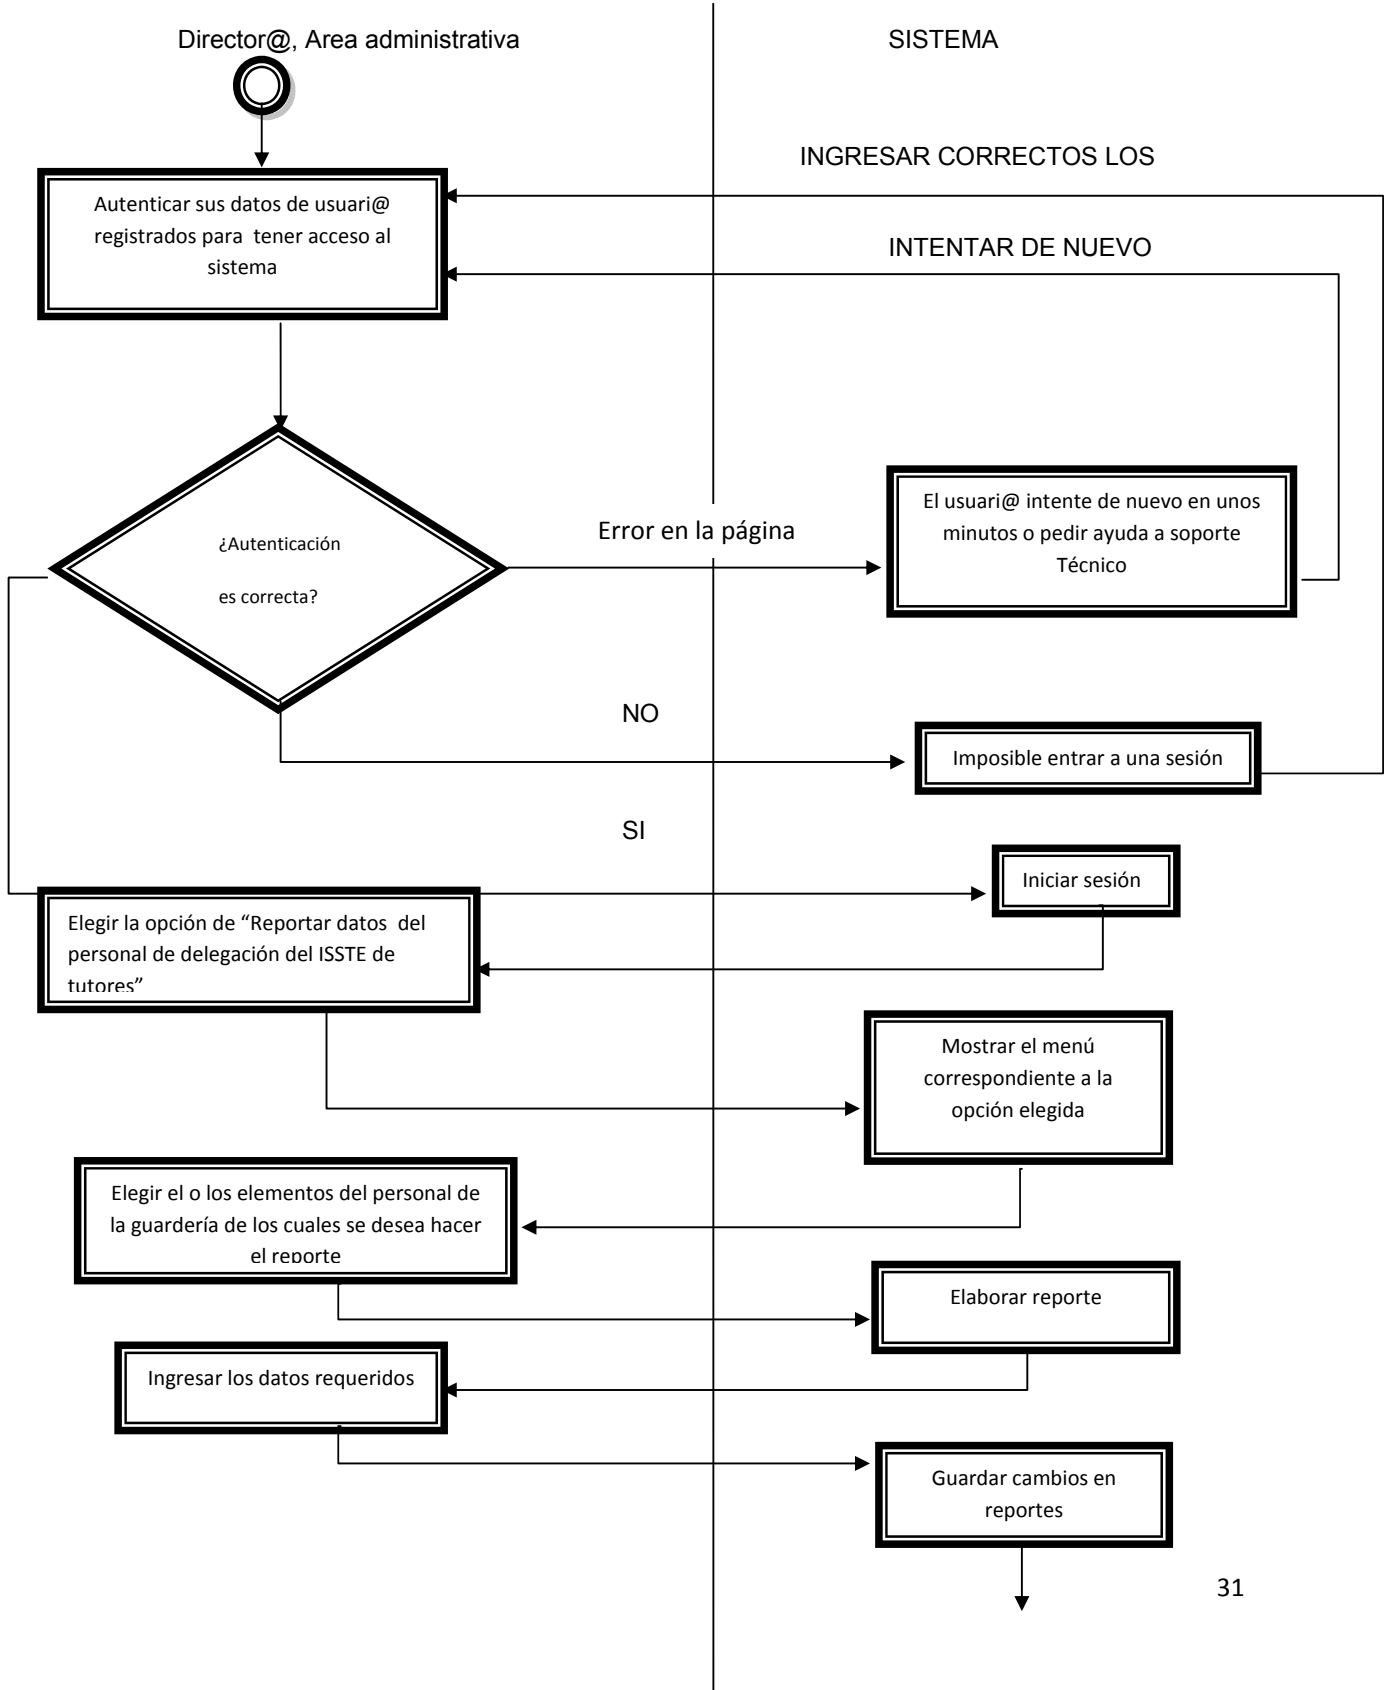 Director@, Area administrativa
SISTEMA
INGRESAR CORRECTOS LOS
Autenticar sus datos de usuari@
registrados para tener acceso al
sistema
INTENTAR DE NUEVO
¿Autenticación
es correcta?
Error en la página
El usuari@ intente de nuevo en unos
minutos o pedir ayuda a soporte
Técnico
NO
Imposible entrar a una sesión
SI
Iniciar sesión
Elegir la opción de “Reportar datos del
personal de delegación del ISSTE de
tutores”
Mostrar el menú
correspondiente a la
opción elegida
Elegir el o los elementos del personal de
la guardería de los cuales se desea hacer
el reporte
Elaborar reporte
Ingresar los datos requeridos
Guardar cambios en
reportes
31